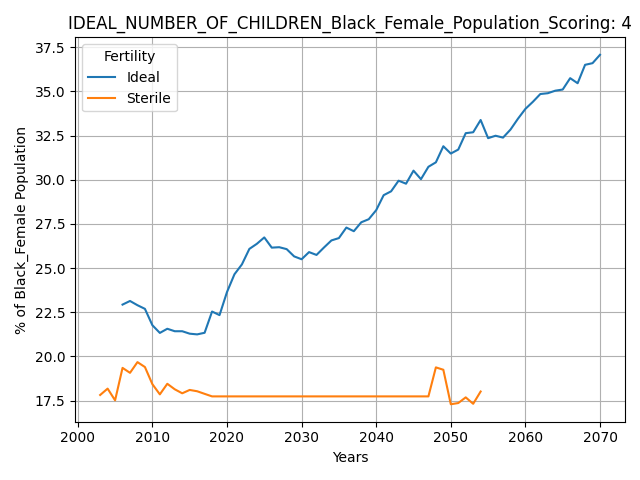 IDEAL_NUMBER_OF_CHILDREN_Black_Female_Population_Scoring: 4
Fertility
Ideal
Sterile
% of Black_Female Population
37.5
35.0
32.5
30.0
27.5
25.0
22.5
20.0
17.5
2000 2010 2020 2030 2040 2050 2060 2070
Years